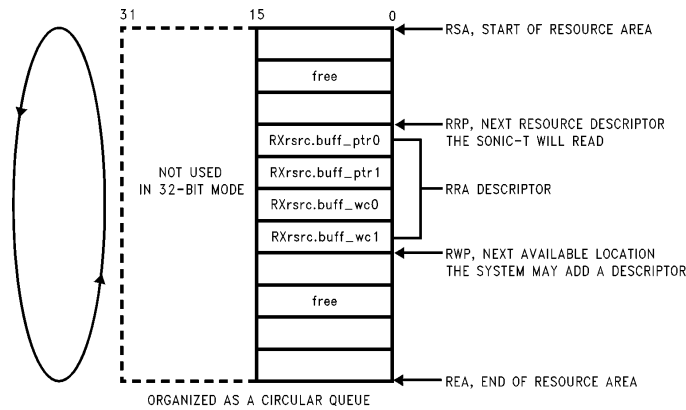 31 15 0
RSA, START OF RESOURCE AREA
free
RRP, NEXT RESOURCE DESCRIPTOR
THE SONIC-T WILL READ
RXrsrc.buff_ptr0
NOT USED
IN 32-BIT MODE
RXrsrc.buff_ptr1
RRA DESCRIPTOR
RXrsrc.buff_wc0
RXrsrc.buff_wc1
RWP, NEXT AVAILABLE LOCATION
THE SYSTEM MAY ADD A DESCRIPTOR
free
REA, END OF RESOURCE AREA
ORGANIZED AS A CIRCULAR QUEUE